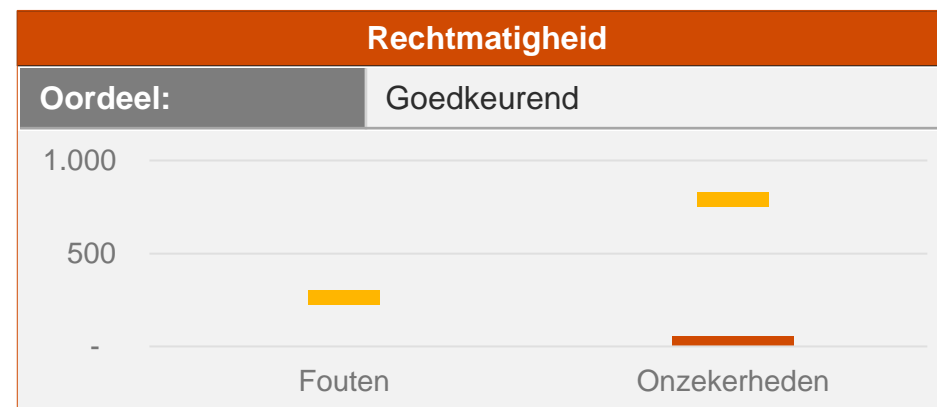 Rechtmatigheid
Oordeel: Goedkeurend
1.000
500
-
Fouten Onzekerheden